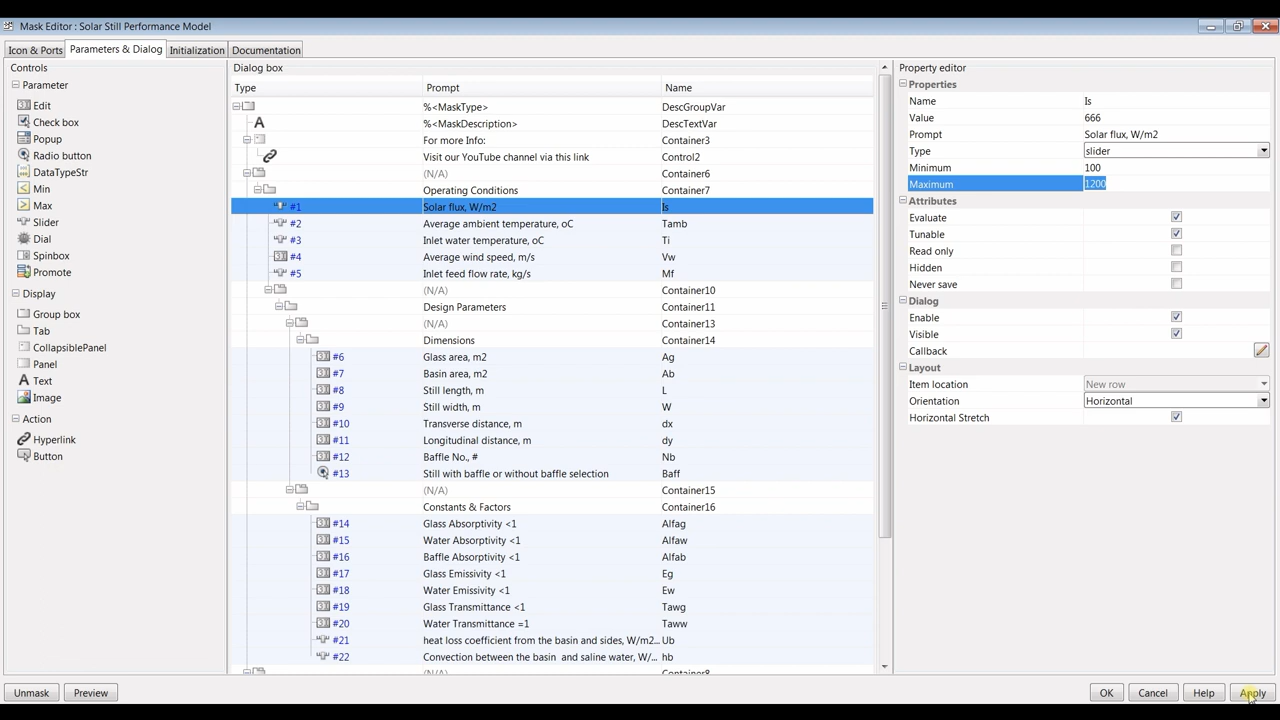 Mask Editor : Solar Still Performance Model
Icon & Ports Parameters & Dialog Initialization Documentation
Controls
Parameter
Edit
Check box
Popup
Radio button
DataTypeStr
Min
Max
Slider
Dial
Spinbox
Promote
Display
Group box
Tab
CollapsiblePanel
Panel
Text
Image
Action
Hyperlink
Button
Dialog box
Type Prompt Name
%<MaskType> DescGroupVar
A %<MaskDescription> DescTextVar
For more Info: Container3
Visit our YouTube channel via this link Control2
(N/A) Container6
Operating Conditions Container7
#1 Solar flux, W/m2 Is
#2 Average ambient temperature, oC Tamb
#3 Inlet water temperature, oC Ti
#4 Average wind speed, m/s Vw
#5 Inlet feed flow rate, kg/s Mf
(N/A) Container10
Design Parameters Container11
(N/A) Container13
Dimensions Container14
#6 Glass area, m2 Ag
#7 Basin area, m2 Ab
#8 Still length, m L
#9 Still width, m W
#10 Transverse distance, m dx
#11 Longitudinal distance, m dy
#12 Baffle No., # Nb
#13 Still with baffle or without baffle selection Baff
(N/A) Container15
Constants & Factors Container16
#14 Glass Absorptivity <1 Alfag
#15 Water Absorptivity <1 Alfaw
#16 Baffle Absorptivity <1 Alfab
#17 Glass Emissivity <1 Eg
#18 Water Emissivity <1 Ew
#19 Glass Transmittance <1 Tawg
#20 Water Transmittance =1 Taww
#21 heat loss coefficient from the basin and sides, W/m2... Ub
#22 Convection between the basin and saline water, W/... hb
(N/A) Container8
Property editor
Properties
Name Is
Value 666
Prompt Solar flux, W/m2
Type slider
Minimum 100
Maximum 1200
Attributes
Evaluate
Tunable
Read only
Hidden
Never save
Dialog
Enable
Visible
Callback
Layout
Item location New row
Orientation Horizontal
Horizontal Stretch
Unmask Preview OK Cancel Help Apply